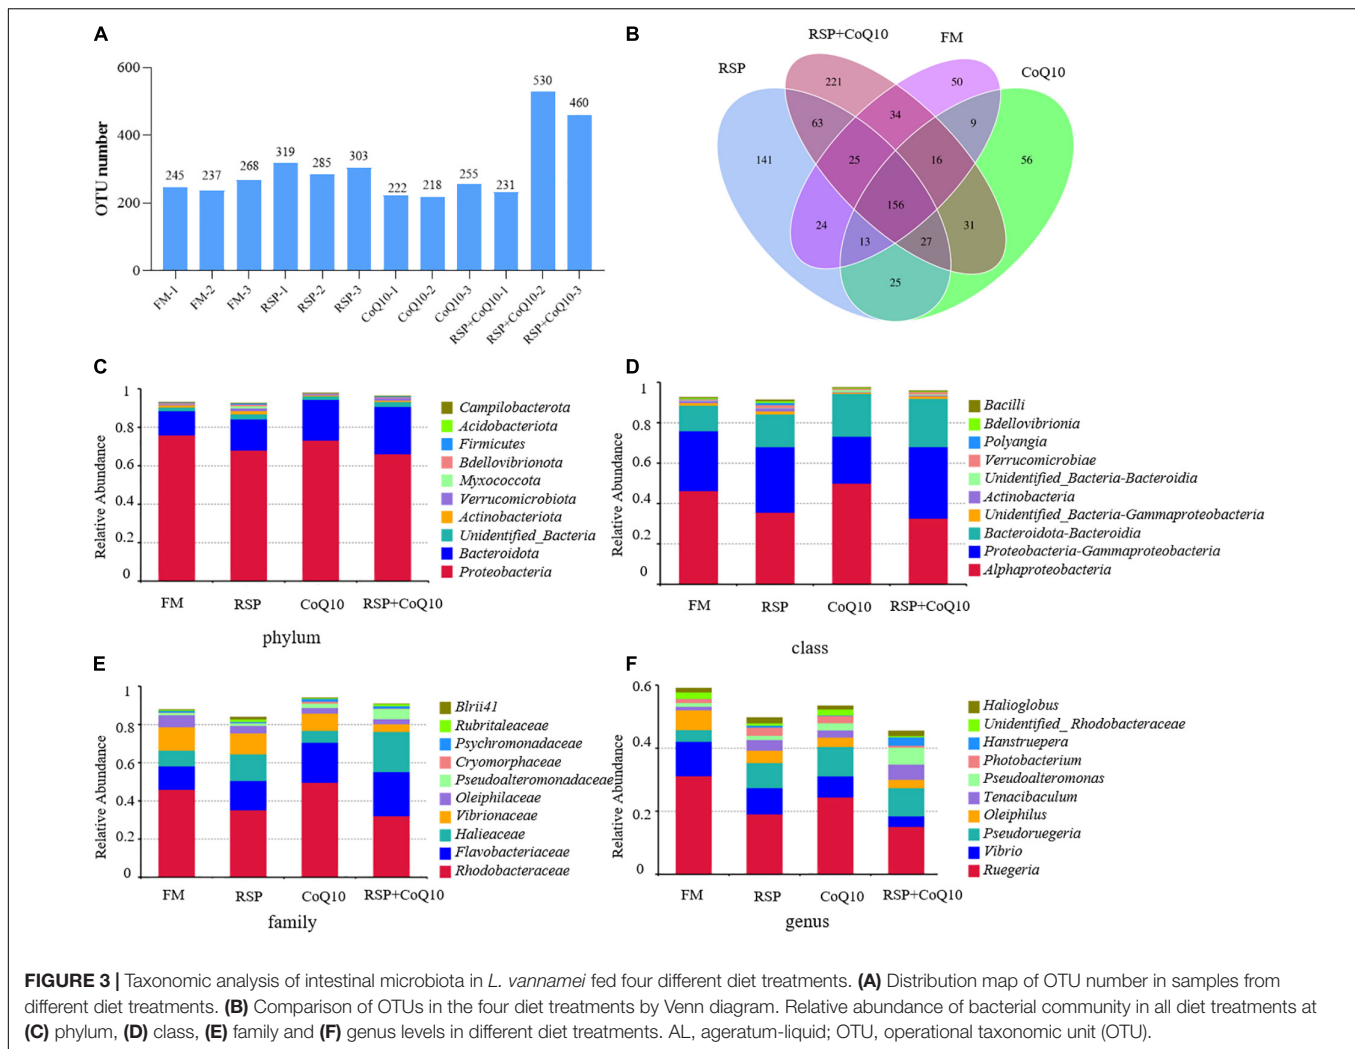 A
OTU number
600
400
200
0
245
237
268
319
285
303
222
218
255
231
530
460
FM-1
FM-2
FM-3
RSP-1
RSP-2
RSP-3
CoQ10-1
CoQ10-2
CoQ10-3
RSP+CoQ10-1
RSP+CoQ10-2
RSP+CoQ10-3
B
RSP
RSP+CoQ10
FM
CoQ10
221
50
63
34
9
141
25
16
56
156
24
13
27
31
25
C
Relative Abundance
1
0.8
0.6
0.4
0.2
0
FM
RSP
CoQ10
RSP+CoQ10
phylum
Campilobacterota
Acidobacteriota
Firmicutes
Bdellovibrionota
Myxococcota
Verrucomicrobiota
Actinobacteriota
Unidentified_Bacteria
Bacteroidota
Proteobacteria
D
Relative Abundance
1
0.8
0.6
0.4
0.2
0
FM
RSP
CoQ10
RSP+CoQ10
class
Bacilli
Bdellovibrionia
Polyangia
Verrucomicrobiae
Unidentified_Bacteria-Bacteroidia
Actinobacteria
Unidentified_Bacteria-Gammaproteobacteria
Bacteroidota-Bacteroidia
Proteobacteria-Gammaproteobacteria
Alphaproteobacteria
E
Relative Abundance
1
0.8
0.6
0.4
0.2
0
FM
RSP
CoQ10
RSP+CoQ10
family
Blrii41
Rubritaleaceae
Psychromonadaceae
Cryomorphaceae
Pseudoalteromonadaceae
Oleiphilaceae
Vibrionaceae
Halieaceae
Flavobacteriaceae
Rhodobacteraceae
F
Relative Abundance
0.6
0.4
0.2
0
FM
RSP
CoQ10
RSP+CoQ10
genus
Halioglobus
Unidentified_Rhodobacteraceae
Hanstruepera
Photobacterium
Pseudoalteromonas
Tenacibaculum
Oleiphilus
Pseudoruegeria
Vibrio
Ruegeria
FIGURE 3 | Taxonomic analysis of intestinal microbiota in L. vannamei fed four different diet treatments. (A) Distribution map of OTU number in samples from
different diet treatments. (B) Comparison of OTUs in the four diet treatments by Venn diagram. Relative abundance of bacterial community in all diet treatments at
(C) phylum, (D) class, (E) family and (F) genus levels in different diet treatments. AL, ageratum-liquid; OTU, operational taxonomic unit (OTU).